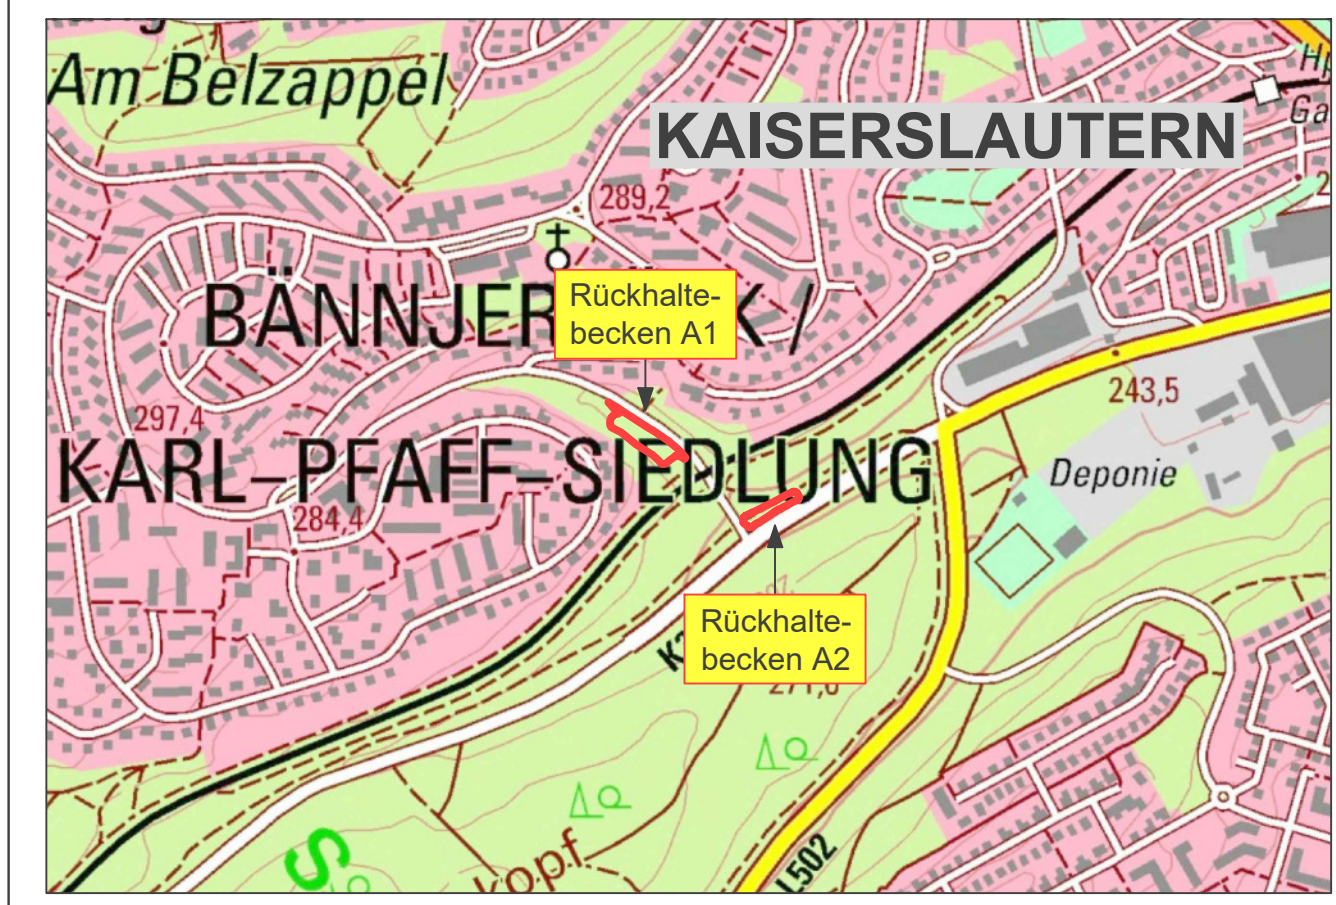 Am Belzappel
KAISERSLAUTERN
289,2
Rückhalte-
becken A1
BÄNNJER K /
243,5
297,4
KARL-PFAFF-SIEDLUNG
Deponie
284,4
Rückhalte-
becken A2
L502